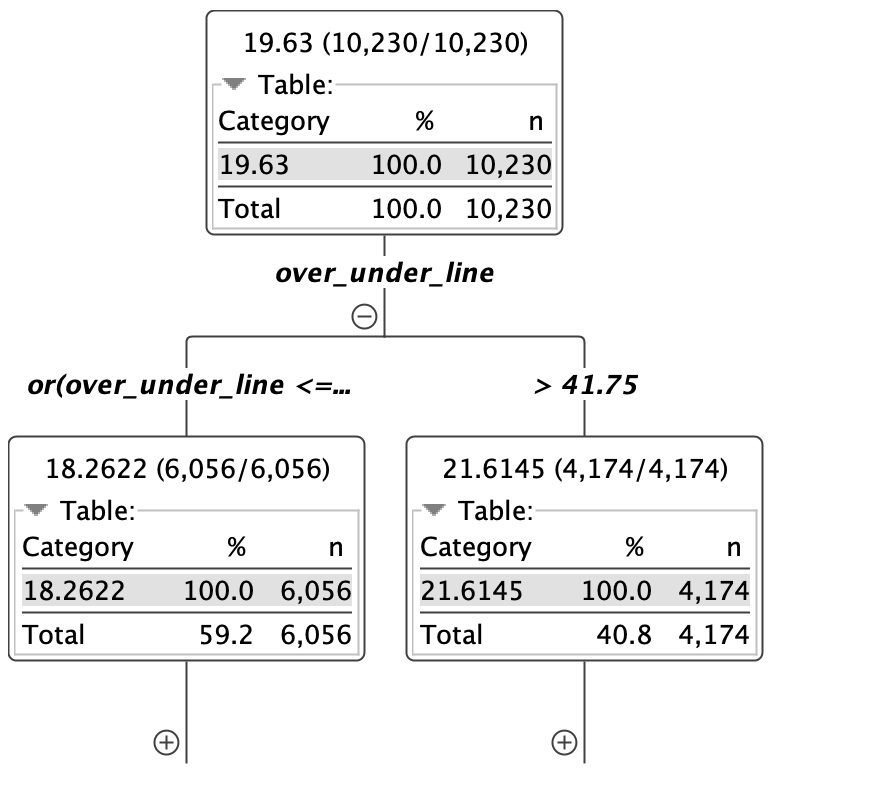 19.63 (10,230/10,230)
Table:
Category % n
19.63 100.0 10,230
Total 100.0 10,230
over_under_line
or(over_under_line <=...
> 41.75
18.2622 (6,056/6,056)
Table:
Category % n
18.2622 100.0 6,056
Total 59.2 6,056
21.6145 (4,174/4,174)
Table:
Category % n
21.6145 100.0 4,174
Total 40.8 4,174